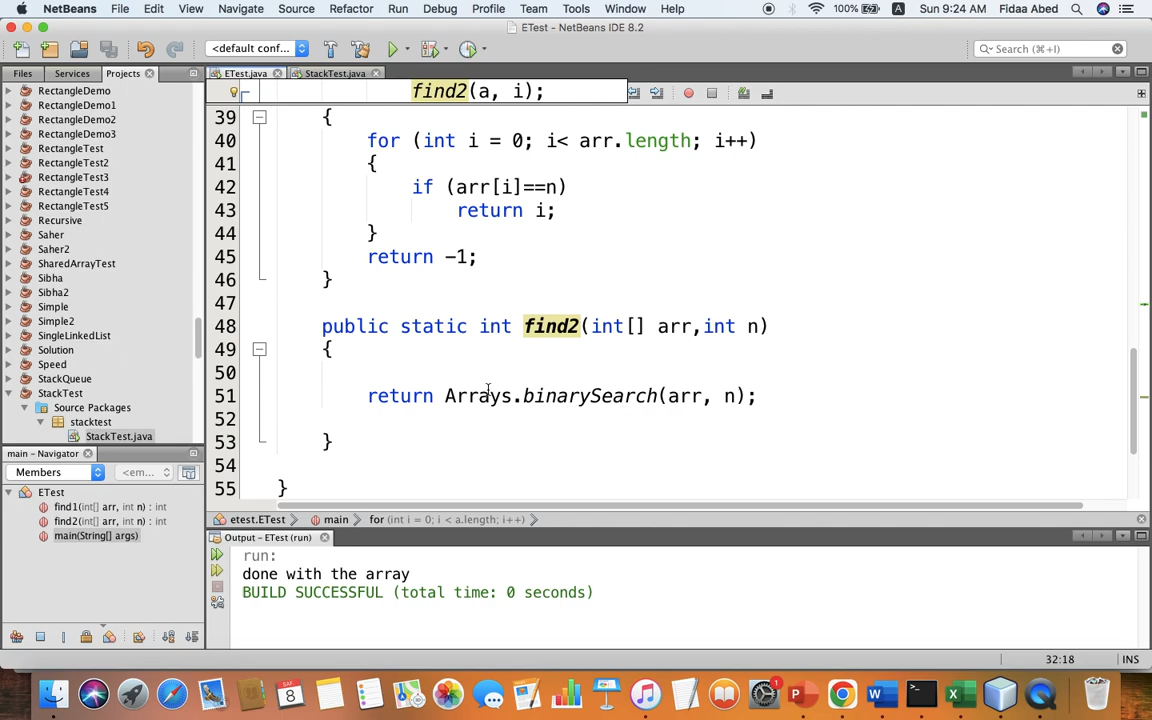 NetBeans File Edit View Navigate Source Refactor Run Debug Profile Team Tools Window Help 100% A Sun 9:24 AM Fidaa Abed
ETest - NetBeans IDE 8.2
<default conf... Search (⌘+I)
Files Services Projects ETest.java StackTest.java
find2(a, i);
RectangleDemo
RectangleDemo1
RectangleDemo2
RectangleDemo3
RectangleTest
RectangleTest2
RectangleTest3
RectangleTest4
RectangleTest5
Recursive
Saher
Saher2
SharedArrayTest
Sibha
Sibha2
Simple
Simple2
SingleLinkedList
Solution
Speed
StackQueue
StackTest
Source Packages
stacktest
StackTest.java
39 {
40 for (int i = 0; i< arr.length; i++)
41 {
42 if (arr[i]==n)
43 return i;
44 }
45 return -1;
46 }
47
48 public static int find2(int[] arr,int n)
49 {
50
51 return Arrays.binarySearch(arr, n);
52
53 }
54
55 }
main - Navigator
Members <em...
ETest
find1(int[] arr, int n) : int
find2(int[] arr, int n) : int
main(String[] args)
etest.ETest main for (int i = 0; i < a.length; i++)
Output - ETest (run)
run:
done with the array
BUILD SUCCESSFUL (total time: 0 seconds)
32:18 INS
8
1